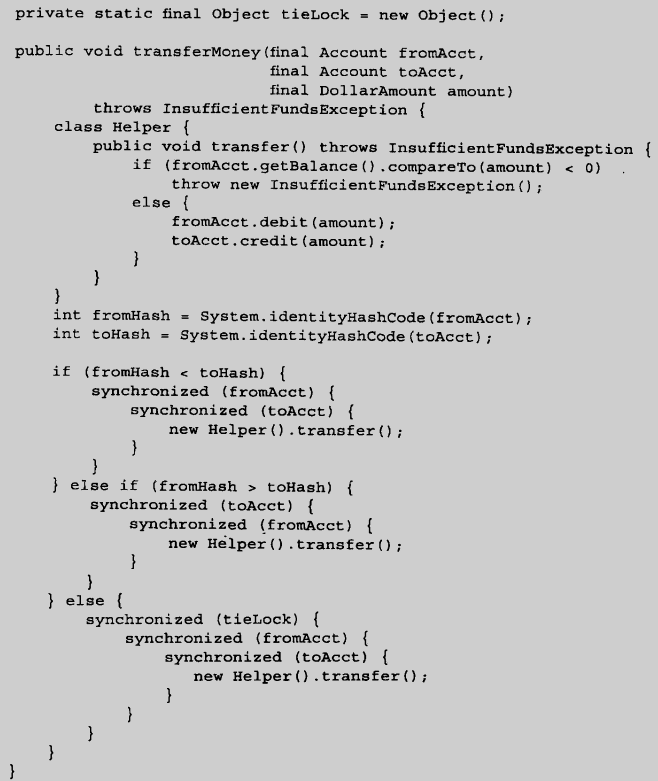 private static final Object tieLock = new Object();

public void transferMoney(final Account fromAcct,
                          final Account toAcct,
                          final DollarAmount amount)
        throws InsufficientFundsException {
    class Helper {
        public void transfer() throws InsufficientFundsException {
            if (fromAcct.getBalance().compareTo(amount) < 0)
                throw new InsufficientFundsException();
            else {
                fromAcct.debit(amount);
                toAcct.credit(amount);
            }
        }
    }
    int fromHash = System.identityHashCode(fromAcct);
    int toHash = System.identityHashCode(toAcct);

    if (fromHash < toHash) {
        synchronized (fromAcct) {
            synchronized (toAcct) {
                new Helper().transfer();
            }
        }
    } else if (fromHash > toHash) {
        synchronized (toAcct) {
            synchronized (fromAcct) {
                new Helper().transfer();
            }
        }
    } else {
        synchronized (tieLock) {
            synchronized (fromAcct) {
                synchronized (toAcct) {
                    new Helper().transfer();
                }
            }
        }
    }
}